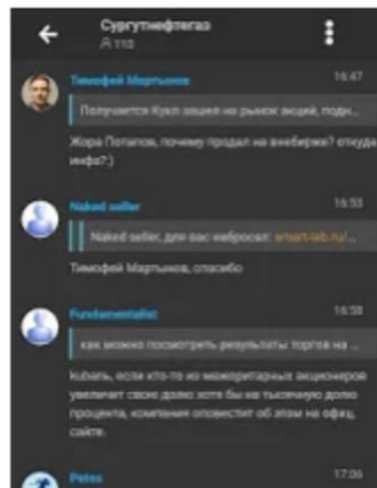 Сургутнефтегаз
113
Тимофей Мартынов 16:47
Получается Кукл зашел на рынок акций, подн...
Жора Потапов, почему продал на внебирже? откуда
инфа?:)
Naked seller 16:53
Naked seller, для вас набросал: smart-lab.ru/...
Тимофей Мартынов, спасибо
Fundamentalist 16:58
как можно посмотреть результаты торгов на ...
kubanь, если кто-то из мажоритарных акционеров
увеличит свою долю хотя бы на тысячную долю
процента, компания оповестит об этом на офиц.
сайте.
Petes 17:06